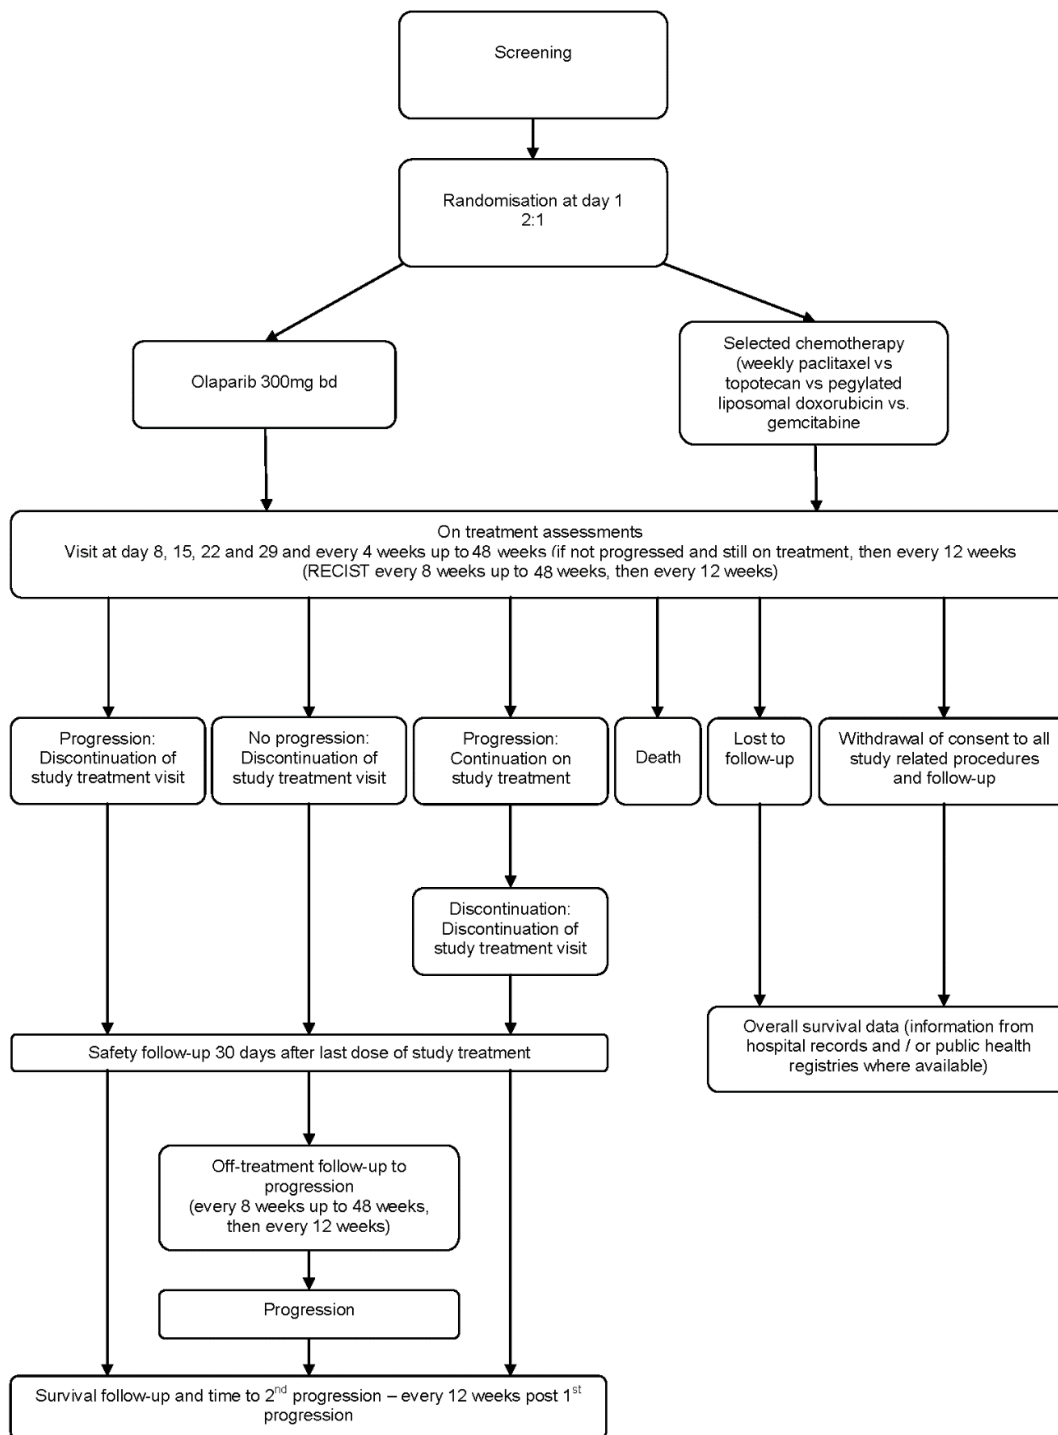 Screening
Randomisation at day 1
2:1
Olaparib 300mg bd
Selected chemotherapy
(weekly paclitaxel vs
topotecan vs pegylated
liposomal doxorubicin vs.
gemcitabine
On treatment assessments
Visit at day 8, 15, 22 and 29 and every 4 weeks up to 48 weeks (if not progressed and still on treatment, then every 12 weeks
(RECIST every 8 weeks up to 48 weeks, then every 12 weeks)
Progression:
Discontinuation of
study treatment visit
No progression:
Discontinuation of
study treatment visit
Progression:
Continuation on
study treatment
Death
Lost to
follow-up
Withdrawal of consent to all
study related procedures
and follow-up
Discontinuation:
Discontinuation of
study treatment visit
Safety follow-up 30 days after last dose of study treatment
Overall survival data (information from
hospital records and / or public health
registries where available)
Off-treatment follow-up to
progression
(every 8 weeks up to 48 weeks,
then every 12 weeks)
Progression
Survival follow-up and time to 2nd progression – every 12 weeks post 1st
progression